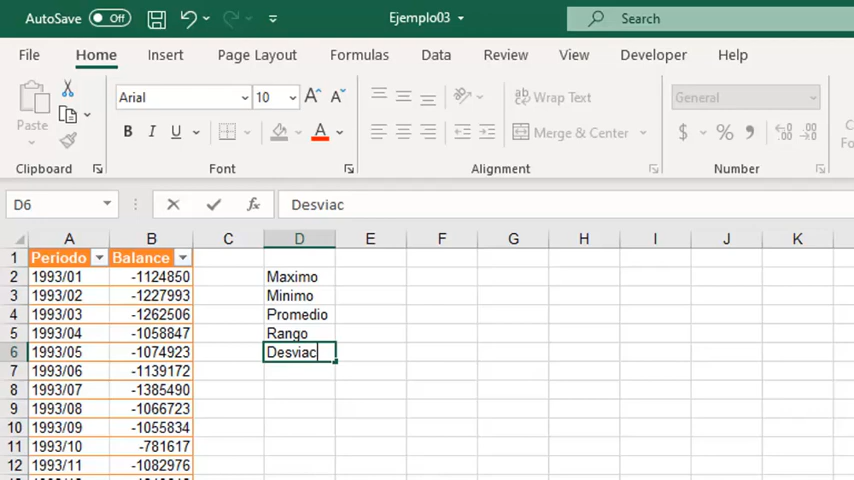 AutoSave Off Ejemplo03 Search
File Home Insert Page Layout Formulas Data Review View Developer Help
Arial 10 A A ab Wrap Text General
Paste B I U A Merge & Center $ % 9
Clipboard Font Alignment Number
D6 fx Desviac
A B C D E F G H I J K
1 Periodo Balance
2 1993/01 -1124850 Maximo
3 1993/02 -1227993 Minimo
4 1993/03 -1262506 Promedio
5 1993/04 -1058847 Rango
6 1993/05 -1074923 Desviac
7 1993/06 -1139172
8 1993/07 -1385490
9 1993/08 -1066723
10 1993/09 -1055834
11 1993/10 -781617
12 1993/11 -1082976